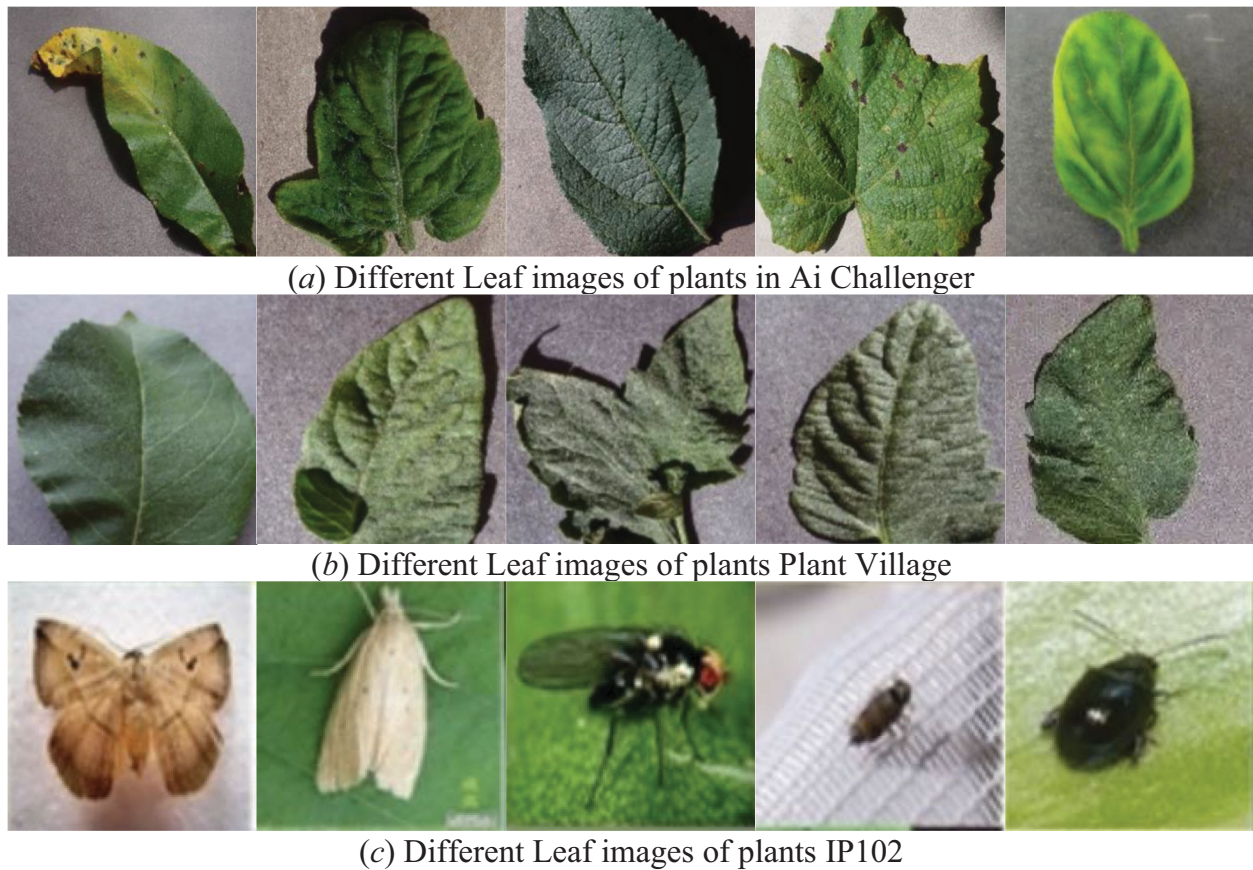 (a) Different Leaf images of plants in Ai Challenger
(b) Different Leaf images of plants Plant Village
(c) Different Leaf images of plants IP102